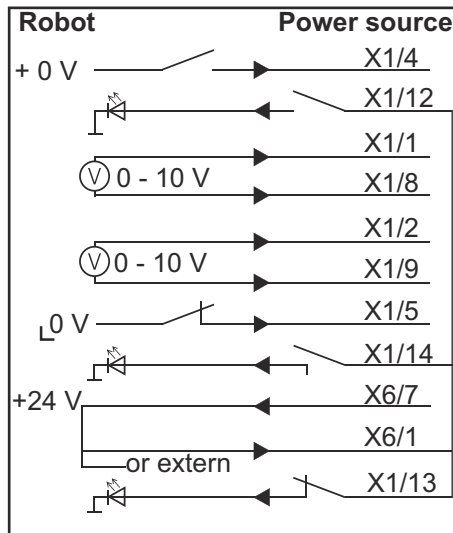 Robot Power source
+ 0 V X1/4
X1/12
X1/1
V 0 - 10 V
X1/8
X1/2
V 0 - 10 V
X1/9
0 V X1/5
X1/14
+24 V X6/7
X6/1
or extern
X1/13